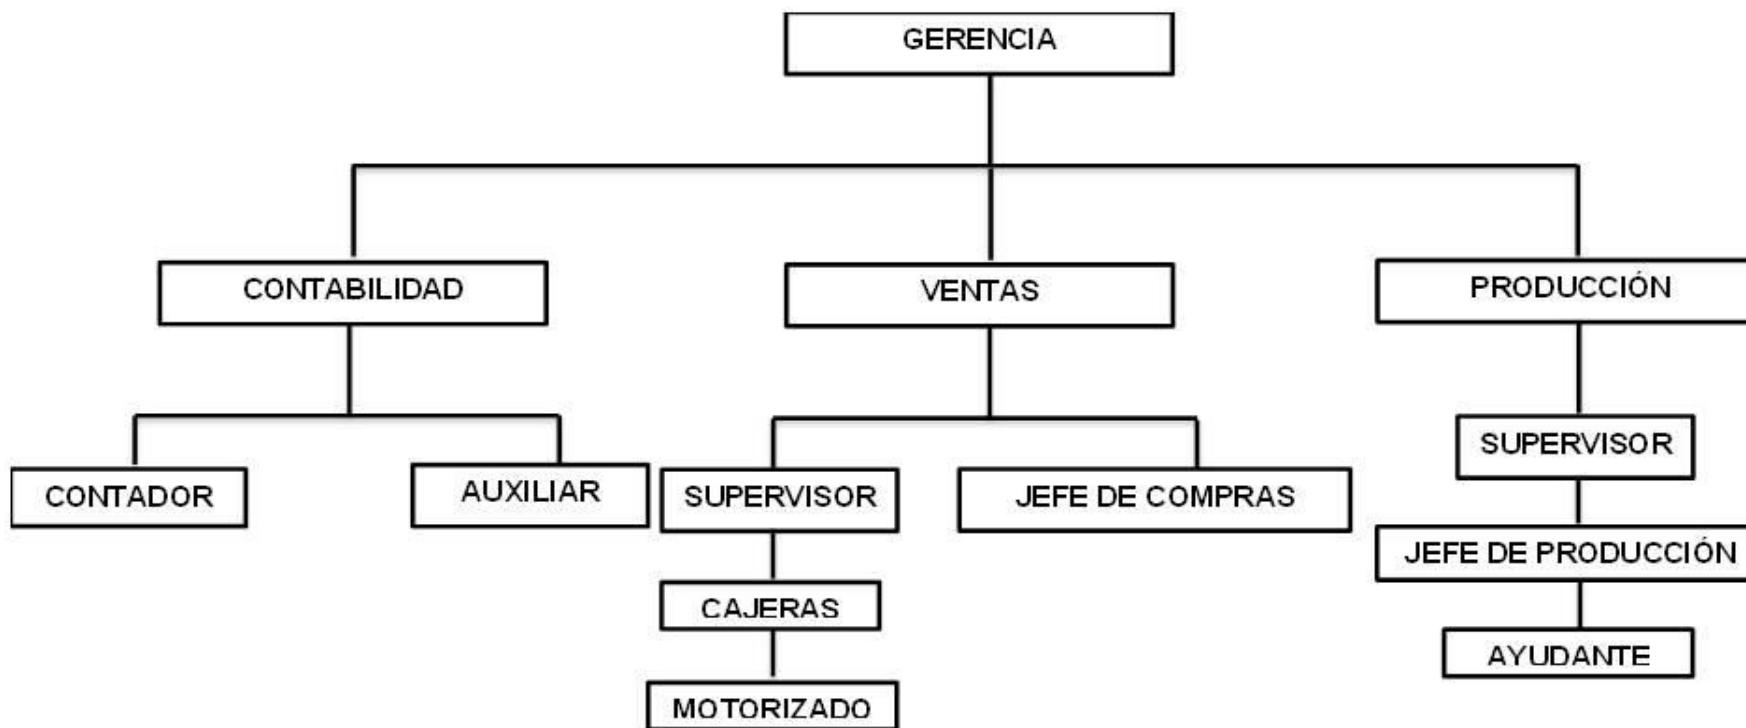 GERENCIA
CONTABILIDAD
VENTAS
PRODUCCIÓN
CONTADOR
AUXILIAR
SUPERVISOR
JEFE DE COMPRAS
SUPERVISOR
CAJERAS
JEFE DE PRODUCCIÓN
MOTORIZADO
AYUDANTE